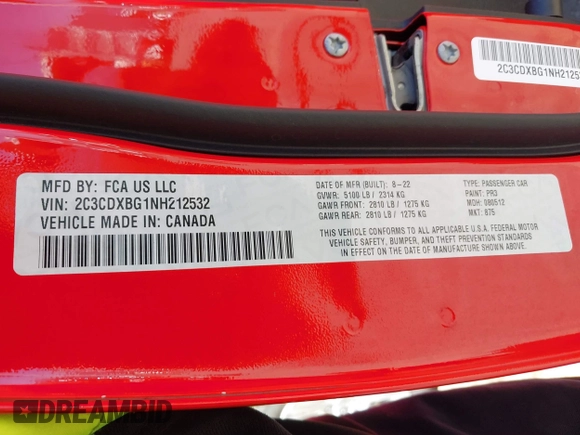 2C3CDXBG1NH21253
MFD BY: FCA US LLC
VIN: 2C3CDXBG1NH212532
VEHICLE MADE IN: CANADA
DATE OF MFR (BUILT): 8-22
GVWR: 5100 LB / 2314 KG
GAWR FRONT: 2810 LB / 1275 KG
GAWR REAR: 2810 LB / 1275 KG
TYPE: PASSENGER CAR
PAINT: PR3
MDH: 080512
MKT: 875
THIS VEHICLE CONFORMS TO ALL APPLICABLE U.S.A. FEDERAL MOTOR
VEHICLE SAFETY, BUMPER, AND THEFT PREVENTION STANDARDS
IN EFFECT ON THE DATE OF MANUFACTURE SHOWN ABOVE.
DREAMBID